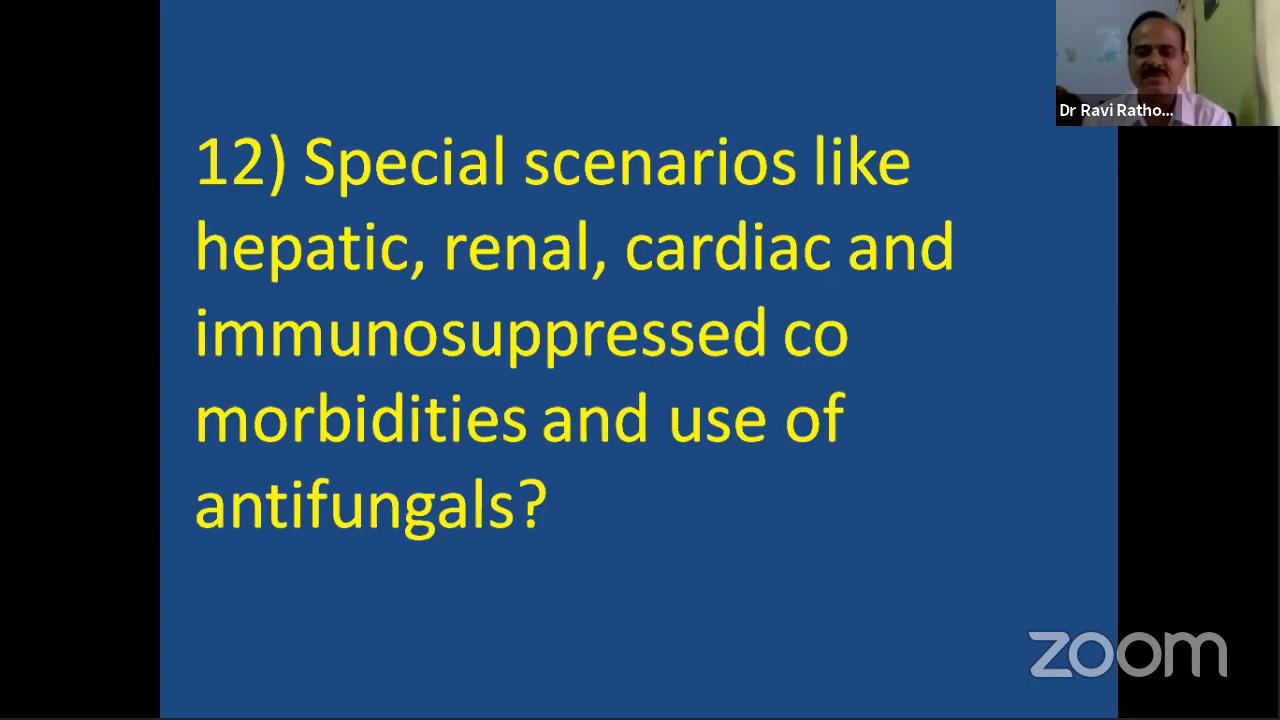 Dr Ravi Ratho...
12) Special scenarios like
hepatic, renal, cardiac and
immunosuppressed co
morbidities and use of
antifungals?
zoom